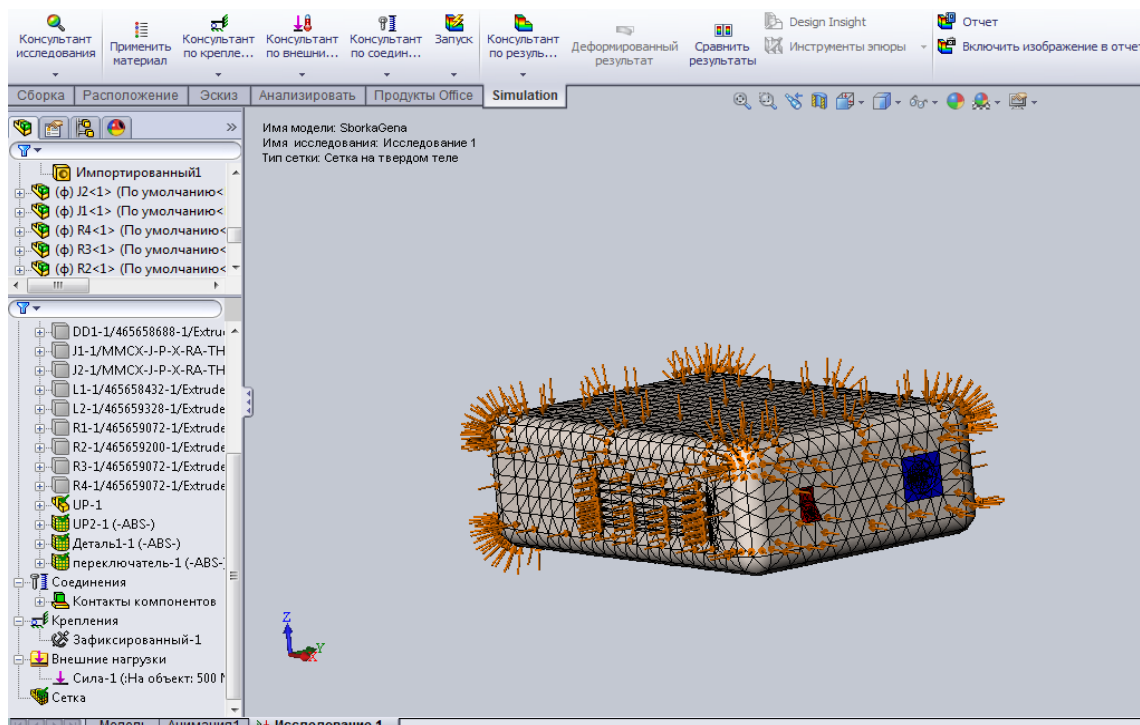 Консультант исследования
Применить материал
Консультант по крепле...
Консультант по внешни...
Консультант по соедин...
Запуск
Консультант по резуль...
Деформированный результат
Сравнить результаты
Design Insight
Инструменты эпюры
Отчет
Включить изображение в отчет
Сборка Расположение Эскиз Анализировать Продукты Office Simulation
Имя модели: SborkaGena
Имя исследования: Исследование 1
Тип сетки: Сетка на твердом теле
Импортированный1
(ф) J2<1> (По умолчанию<
(ф) J1<1> (По умолчанию<
(ф) R4<1> (По умолчанию<
(ф) R3<1> (По умолчанию<
(ф) R2<1> (По умолчанию<
DD1-1/465658688-1/Extru
J1-1/MMCX-J-P-X-RA-TH
J2-1/MMCX-J-P-X-RA-TH
L1-1/465658432-1/Extrude
L2-1/465659328-1/Extrude
R1-1/465659072-1/Extrude
R2-1/465659200-1/Extrude
R3-1/465659072-1/Extrude
R4-1/465659072-1/Extrude
UP-1
UP2-1 (-ABS-)
Деталь1-1 (-ABS-)
переключатель-1 (-ABS-
Соединения
Контакты компонентов
Крепления
Зафиксированный-1
Внешние нагрузки
Сила-1 (:На объект: 500
Сетка
Z
Y
X
Модель Анимация1 Исследование 1